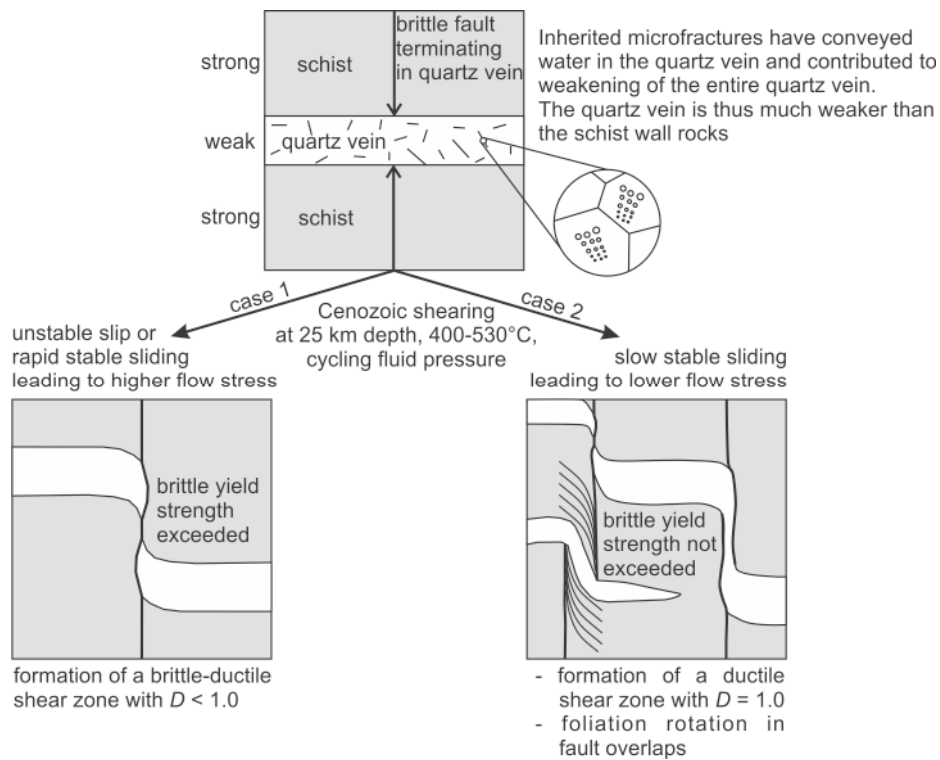 brittle fault
terminating
in quartz vein
strong
schist
weak
quartz vein
strong
schist
Inherited microfractures have conveyed
water in the quartz vein and contributed to
weakening of the entire quartz vein.
The quartz vein is thus much weaker than
the schist wall rocks
case 1
case 2
Cenozoic shearing
at 25 km depth, 400-530°C,
cycling fluid pressure
unstable slip or
rapid stable sliding
leading to higher flow stress
slow stable sliding
leading to lower flow stress
brittle yield
strength
exceeded
brittle yield
strength not
exceeded
formation of a brittle-ductile
shear zone with D < 1.0
- formation of a ductile
shear zone with D = 1.0
- foliation rotation in
fault overlaps